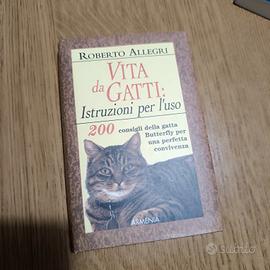 ROBERTO ALLEGRI
VITA
da GATTI:
Istruzioni per l'uso
200 consigli della gatta
Butterfly per
una perfetta
convivenza
ARMENIA
subito